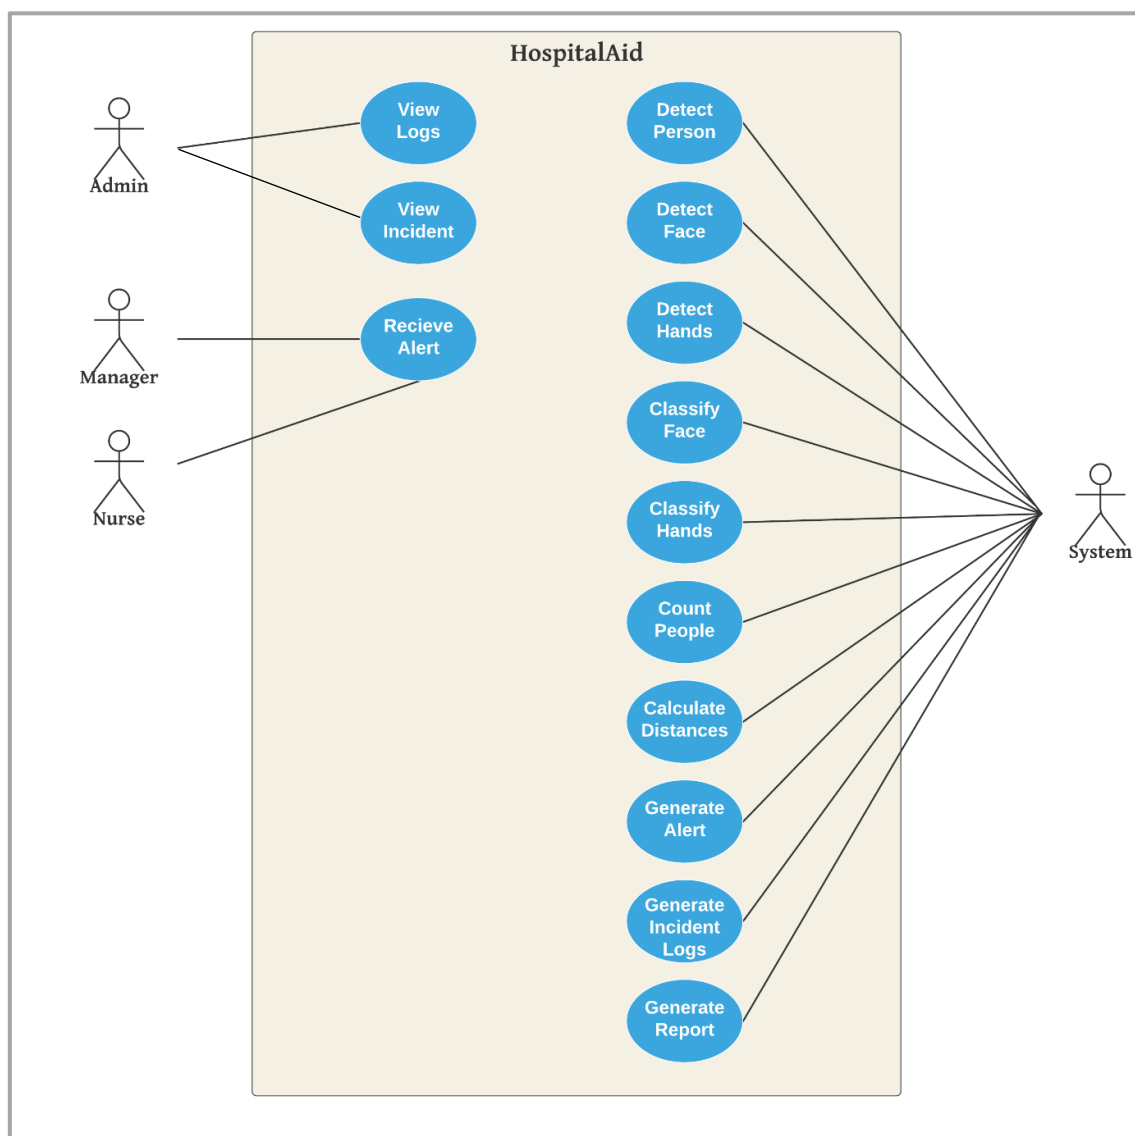 HospitalAid
Admin
Manager
Nurse
View
Logs
View
Incident
Recieve
Alert
Detect
Person
Detect
Face
Detect
Hands
Classify
Face
Classify
Hands
Count
People
Calculate
Distances
Generate
Alert
Generate
Incident
Logs
Generate
Report
System